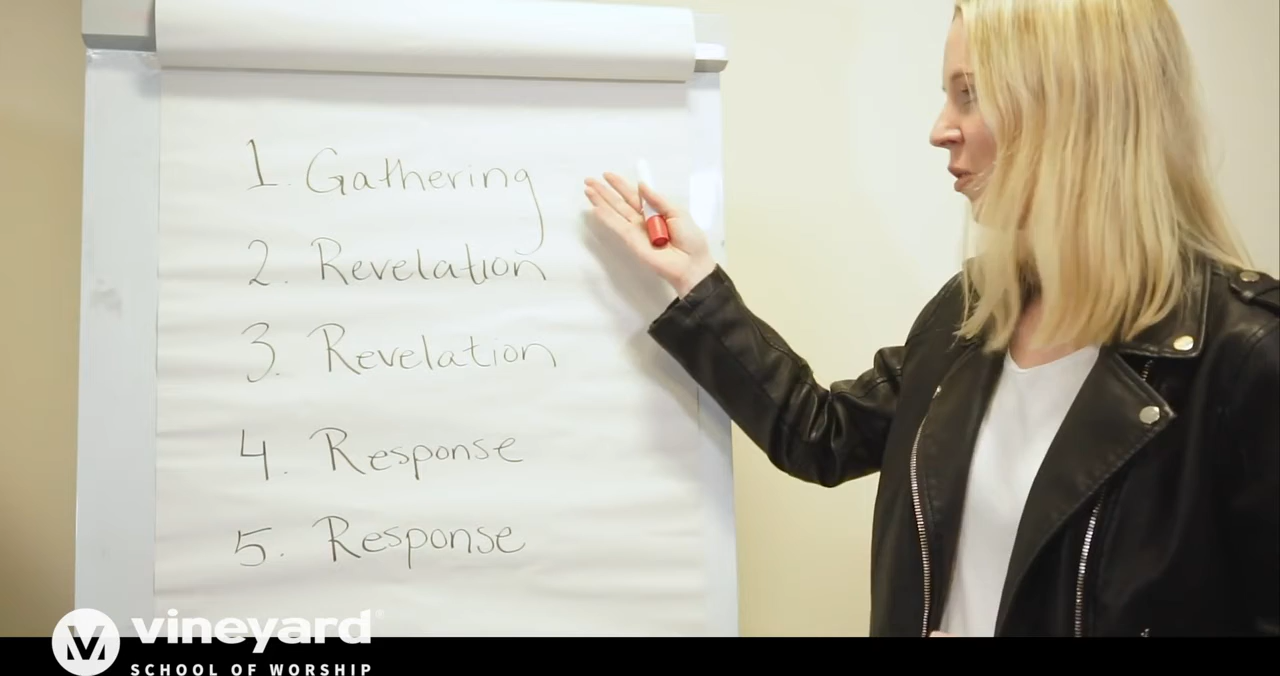 1. Gathering
2. Revelation
3. Revelation
4. Response
5. Response
vineyard
SCHOOL OF WORSHIP